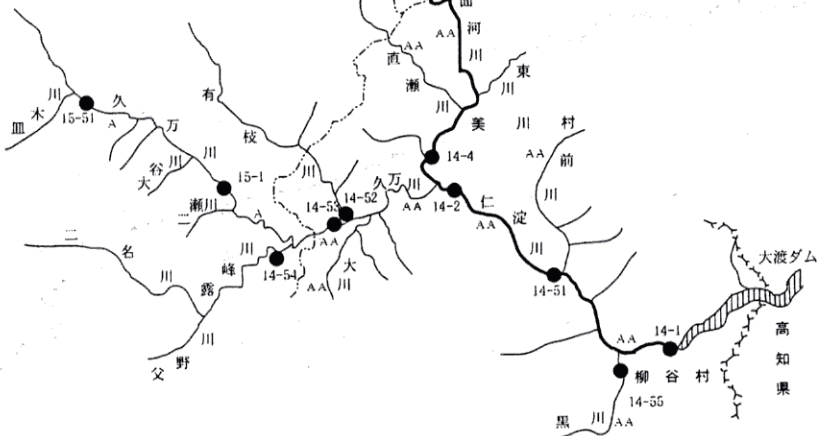 面河川
AA
直瀬川
AA
東川
美川村
有枝川
久万川
A
皿木川
15-51
大谷川
15-1
二瀬川
A
14-4
久万川
AA
14-2
仁淀川
AA
前川
AA
14-53
14-52
AA
大川
AA
二名川
露峰川
14-54
父野川
14-51
大渡ダム
高知県
AA
14-1
柳谷村
14-55
黒川
AA